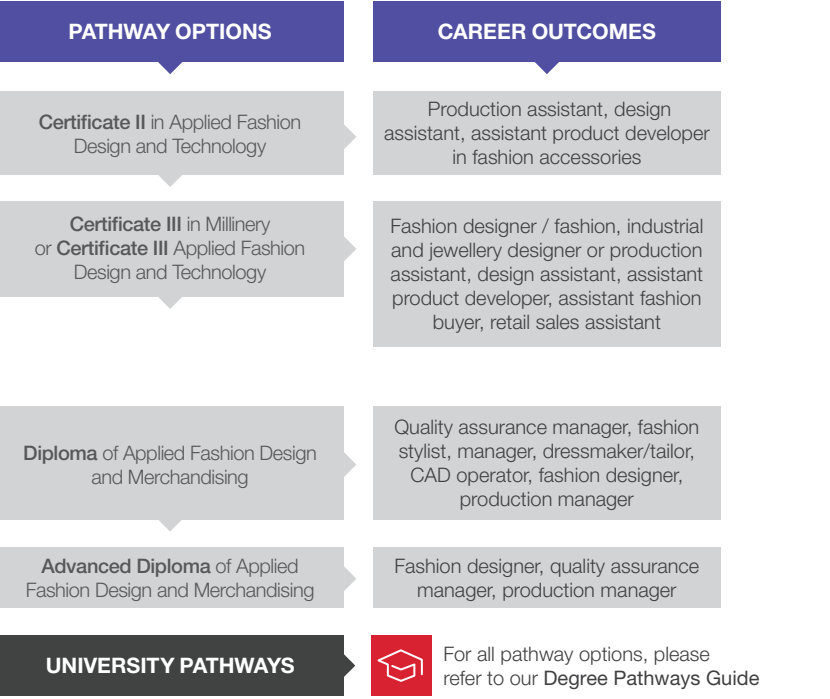 PATHWAY OPTIONS
CAREER OUTCOMES
Certificate II in Applied Fashion
Design and Technology
Production assistant, design
assistant, assistant product developer
in fashion accessories
Certificate III in Millinery
or Certificate III Applied Fashion
Design and Technology
Fashion designer / fashion, industrial
and jewellery designer or production
assistant, design assistant, assistant
product developer, assistant fashion
buyer, retail sales assistant
Diploma of Applied Fashion Design
and Merchandising
Quality assurance manager, fashion
stylist, manager, dressmaker/tailor,
CAD operator, fashion designer,
production manager
Advanced Diploma of Applied
Fashion Design and Merchandising
Fashion designer, quality assurance
manager, production manager
UNIVERSITY PATHWAYS
For all pathway options, please
refer to our Degree Pathways Guide